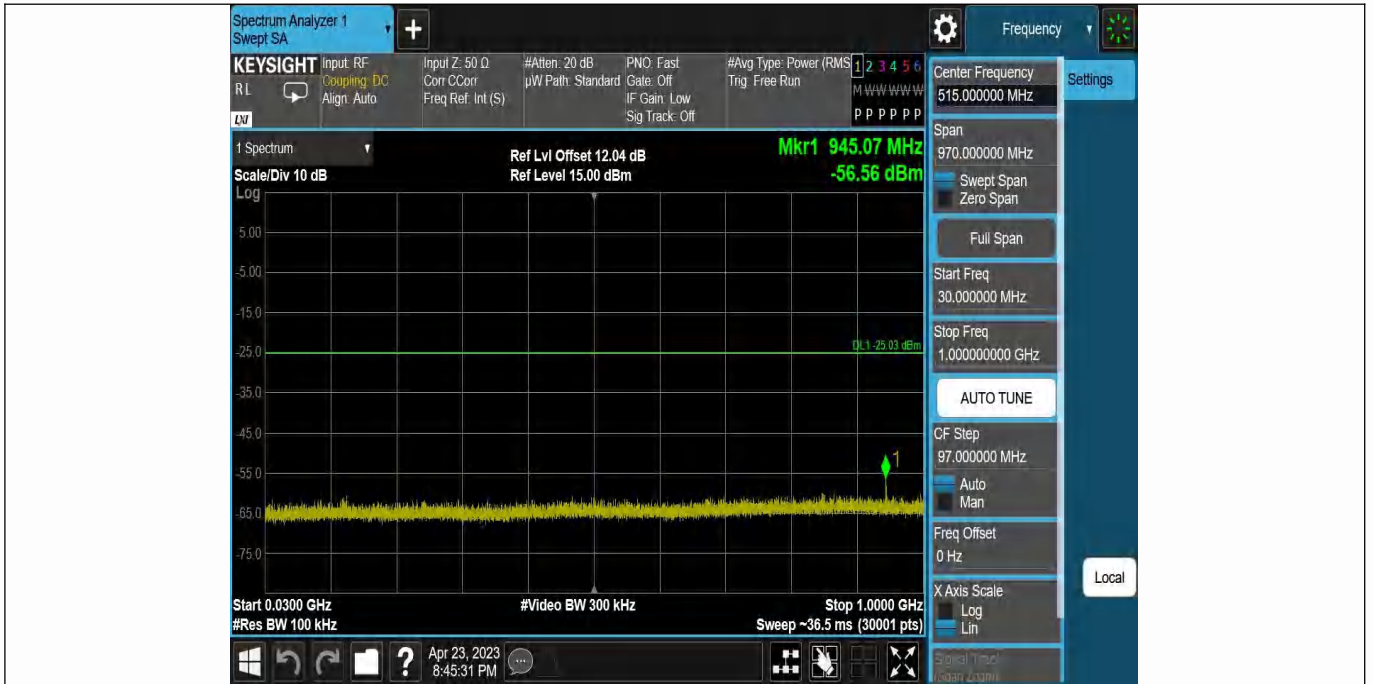 Spectrum Analyzer 1
Swept SA
+
Frequency
KEYSIGHT
RL
LXI
Input: RF
Coupling: DC
Align: Auto
Input Z: 50 Ω
Corr CCorr
Freq Ref: Int (S)
#Atten: 20 dB
µW Path: Standard
PNO: Fast
Gate: Off
IF Gain: Low
Sig Track: Off
#Avg Type: Power (RMS
Trig: Free Run
1 2 3 4 5 6
M W W W W W
P P P P P P
1 Spectrum
Scale/Div 10 dB
Log
Ref Lvl Offset 12.04 dB
Ref Level 15.00 dBm
Mkr1 945.07 MHz
-56.56 dBm
5.00
-5.00
-15.0
-25.0
-35.0
-45.0
-55.0
-65.0
-75.0
DL1 -25.03 dBm
1
Start 0.0300 GHz
#Res BW 100 kHz
#Video BW 300 kHz
Stop 1.0000 GHz
Sweep ~36.5 ms (30001 pts)
Center Frequency
515.000000 MHz
Settings
Span
970.000000 MHz
Swept Span
Zero Span
Full Span
Start Freq
30.000000 MHz
Stop Freq
1.000000000 GHz
AUTO TUNE
CF Step
97.000000 MHz
Auto
Man
Freq Offset
0 Hz
X Axis Scale
Log
Lin
Signal Track
(Span Zoom)
Local
?
Apr 23, 2023
8:45:31 PM